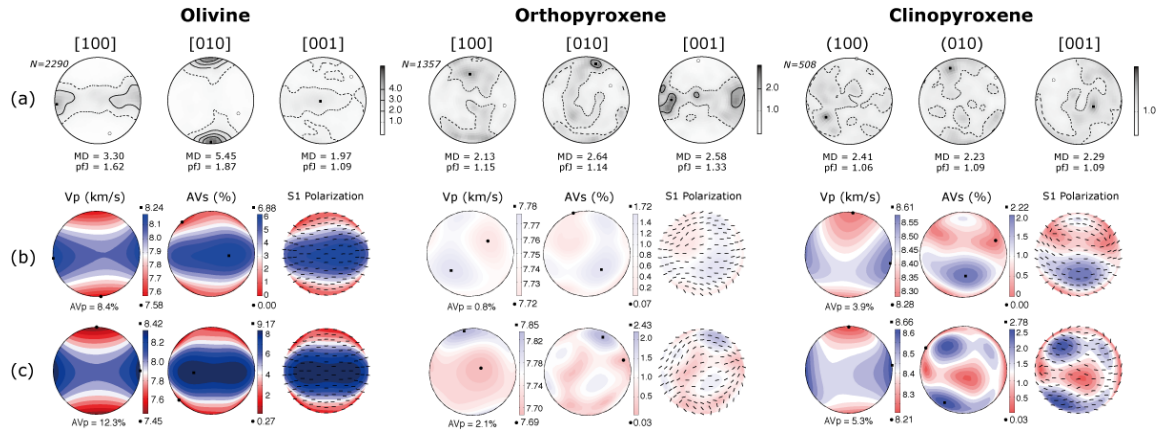 Olivine Orthopyroxene Clinopyroxene
[100] [010] [001] [100] [010] [001] (100) (010) [001]
N=2290 N=1357 N=508
(a)
4.0 3.0 2.0 1.0
2.0 1.0
1.0
MD = 3.30 MD = 5.45 MD = 1.97 MD = 2.13 MD = 2.64 MD = 2.58 MD = 2.41 MD = 2.23 MD = 2.29
pfJ = 1.62 pfJ = 1.87 pfJ = 1.09 pfJ = 1.15 pfJ = 1.14 pfJ = 1.33 pfJ = 1.06 pfJ = 1.09 pfJ = 1.09
Vp (km/s) AVs (%) S1 Polarization Vp (km/s) AVs (%) S1 Polarization Vp (km/s) AVs (%) S1 Polarization
(b)
8.24 8.2 8.1 8.0 7.9 7.8 7.7 7.6 7.58
6.88 6 5 4 3 2 1 0 0.00
7.78 7.76 7.74 7.73 7.72
1.72 1.4 1.2 1.0 0.8 0.6 0.4 0.2 0.07
8.61 8.55 8.50 8.45 8.40 8.35 8.30 8.28
2.22 2.0 1.5 1.0 0.5 0 0.00
AVp = 8.4% AVp = 0.8% AVp = 3.9%
(c)
8.42 8.2 8.0 7.9 7.8 7.6 7.45
9.17 8 6 5 4 2 0.27
7.85 7.80 7.70 7.69
2.43 2.0 1.5 1.0 0.5 0.03
8.66 8.6 8.5 8.4 8.3 8.21
2.78 2.5 2.0 1.5 1.0 0.5 0.03
AVp = 12.3% AVp = 2.1% AVp = 5.3%